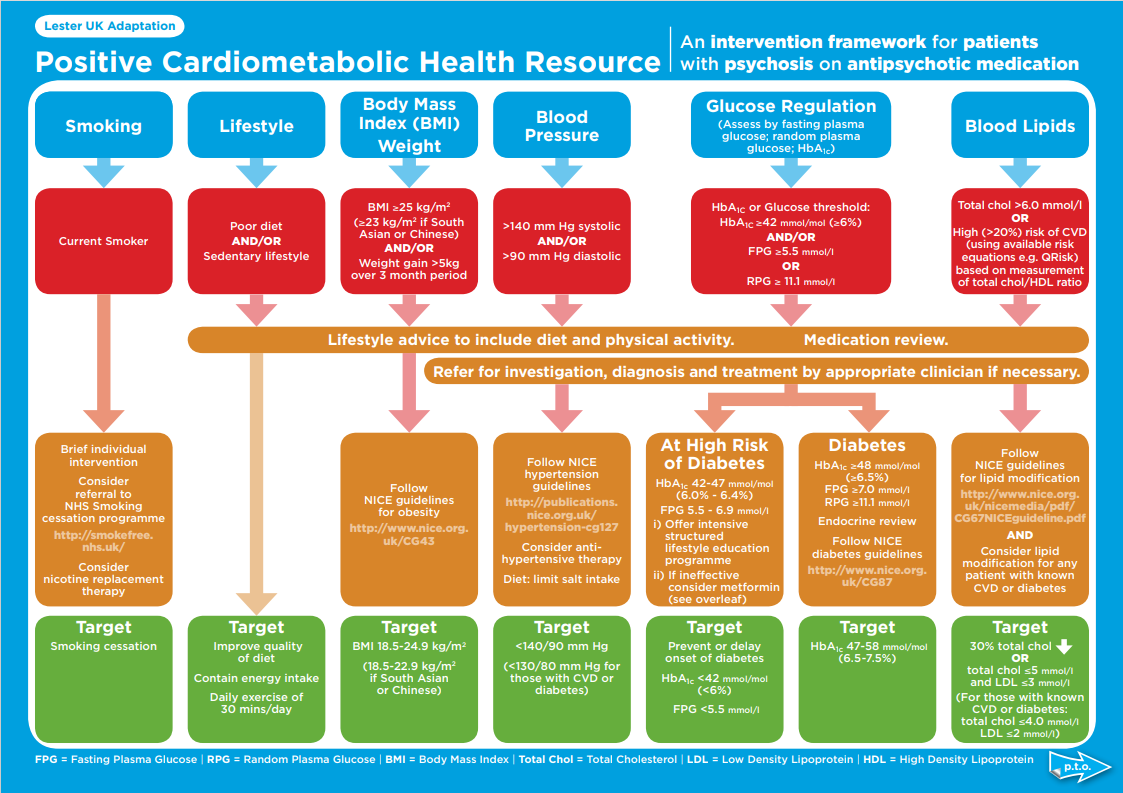 Lester UK Adaptation
Positive Cardiometabolic Health Resource
An intervention framework for patients
with psychosis on antipsychotic medication
Smoking
Lifestyle
Body Mass
Index (BMI)
Weight
Blood
Pressure
Glucose Regulation
(Assess by fasting plasma
glucose; random plasma
glucose; HbA1c)
Blood Lipids
Current Smoker
Poor diet
AND/OR
Sedentary lifestyle
BMI ≥25 kg/m²
(≥23 kg/m² if South
Asian or Chinese)
AND/OR
Weight gain >5kg
over 3 month period
>140 mm Hg systolic
AND/OR
>90 mm Hg diastolic
HbA1C or Glucose threshold:
HbA1C ≥42 mmol/mol (≥6%)
AND/OR
FPG ≥5.5 mmol/l
OR
RPG ≥ 11.1 mmol/l
Total chol >6.0 mmol/l
OR
High (>20%) risk of CVD
(using available risk
equations e.g. QRisk)
based on measurement
of total chol/HDL ratio
Lifestyle advice to include diet and physical activity. Medication review.
Refer for investigation, diagnosis and treatment by appropriate clinician if necessary.
Brief individual
intervention
Consider
referral to
NHS Smoking
cessation programme
http://smokefree.
nhs.uk/
Consider
nicotine replacement
therapy
Follow
NICE guidelines
for obesity
http://www.nice.org.
uk/CG43
Follow NICE
hypertension
guidelines
http://publications.
nice.org.uk/
hypertension-cg127
Consider anti-
hypertensive therapy
Diet: limit salt intake
At High Risk
of Diabetes
HbA1c 42-47 mmol/mol
(6.0% - 6.4%)
FPG 5.5 - 6.9 mmol/l
i) Offer intensive
structured
lifestyle education
programme
ii) If ineffective
consider metformin
(see overleaf)
Diabetes
HbA1c ≥48 mmol/mol
(≥6.5%)
FPG ≥7.0 mmol/l
RPG ≥11.1 mmol/l
Endocrine review
Follow NICE
diabetes guidelines
http://www.nice.org.
uk/CG87
Follow
NICE guidelines
for lipid modification
http://www.nice.org.
uk/nicemedia/pdf/
CG67NICEguideline.pdf
AND
Consider lipid
modification for any
patient with known
CVD or diabetes
Target
Smoking cessation
Target
Improve quality
of diet
Contain energy intake
Daily exercise of
30 mins/day
Target
BMI 18.5-24.9 kg/m²
(18.5-22.9 kg/m²
if South Asian
or Chinese)
Target
<140/90 mm Hg
(<130/80 mm Hg for
those with CVD or
diabetes)
Target
Prevent or delay
onset of diabetes
HbA1c <42 mmol/mol
(<6%)
FPG <5.5 mmol/l
Target
HbA1c 47-58 mmol/mol
(6.5-7.5%)
Target
30% total chol
OR
total chol ≤5 mmol/l
and LDL ≤3 mmol/l
(For those with known
CVD or diabetes:
total chol ≤4.0 mmol/l
LDL ≤2 mmol/l)
FPG = Fasting Plasma Glucose | RPG = Random Plasma Glucose | BMI = Body Mass Index | Total Chol = Total Cholesterol | LDL = Low Density Lipoprotein | HDL = High Density Lipoprotein
p.t.o.